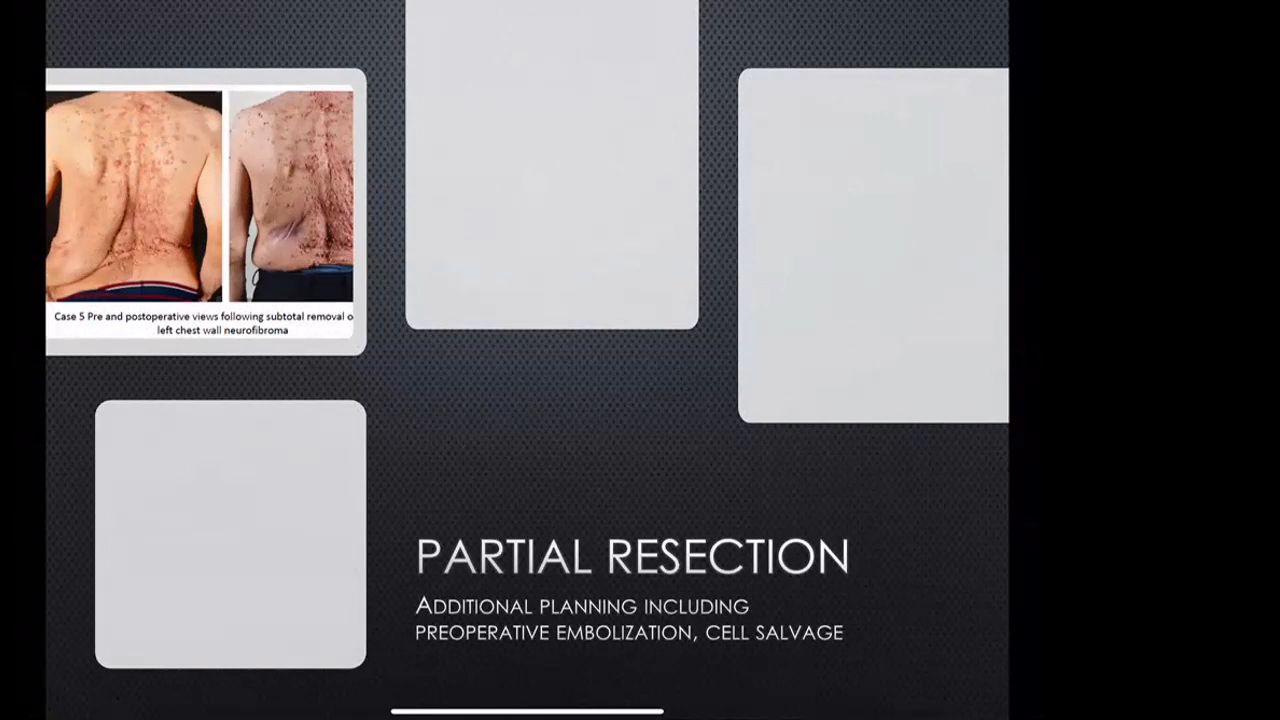 Case 5 Pre and postoperative views following subtotal removal o
left chest wall neurofibroma
PARTIAL RESECTION
ADDITIONAL PLANNING INCLUDING
PREOPERATIVE EMBOLIZATION, CELL SALVAGE